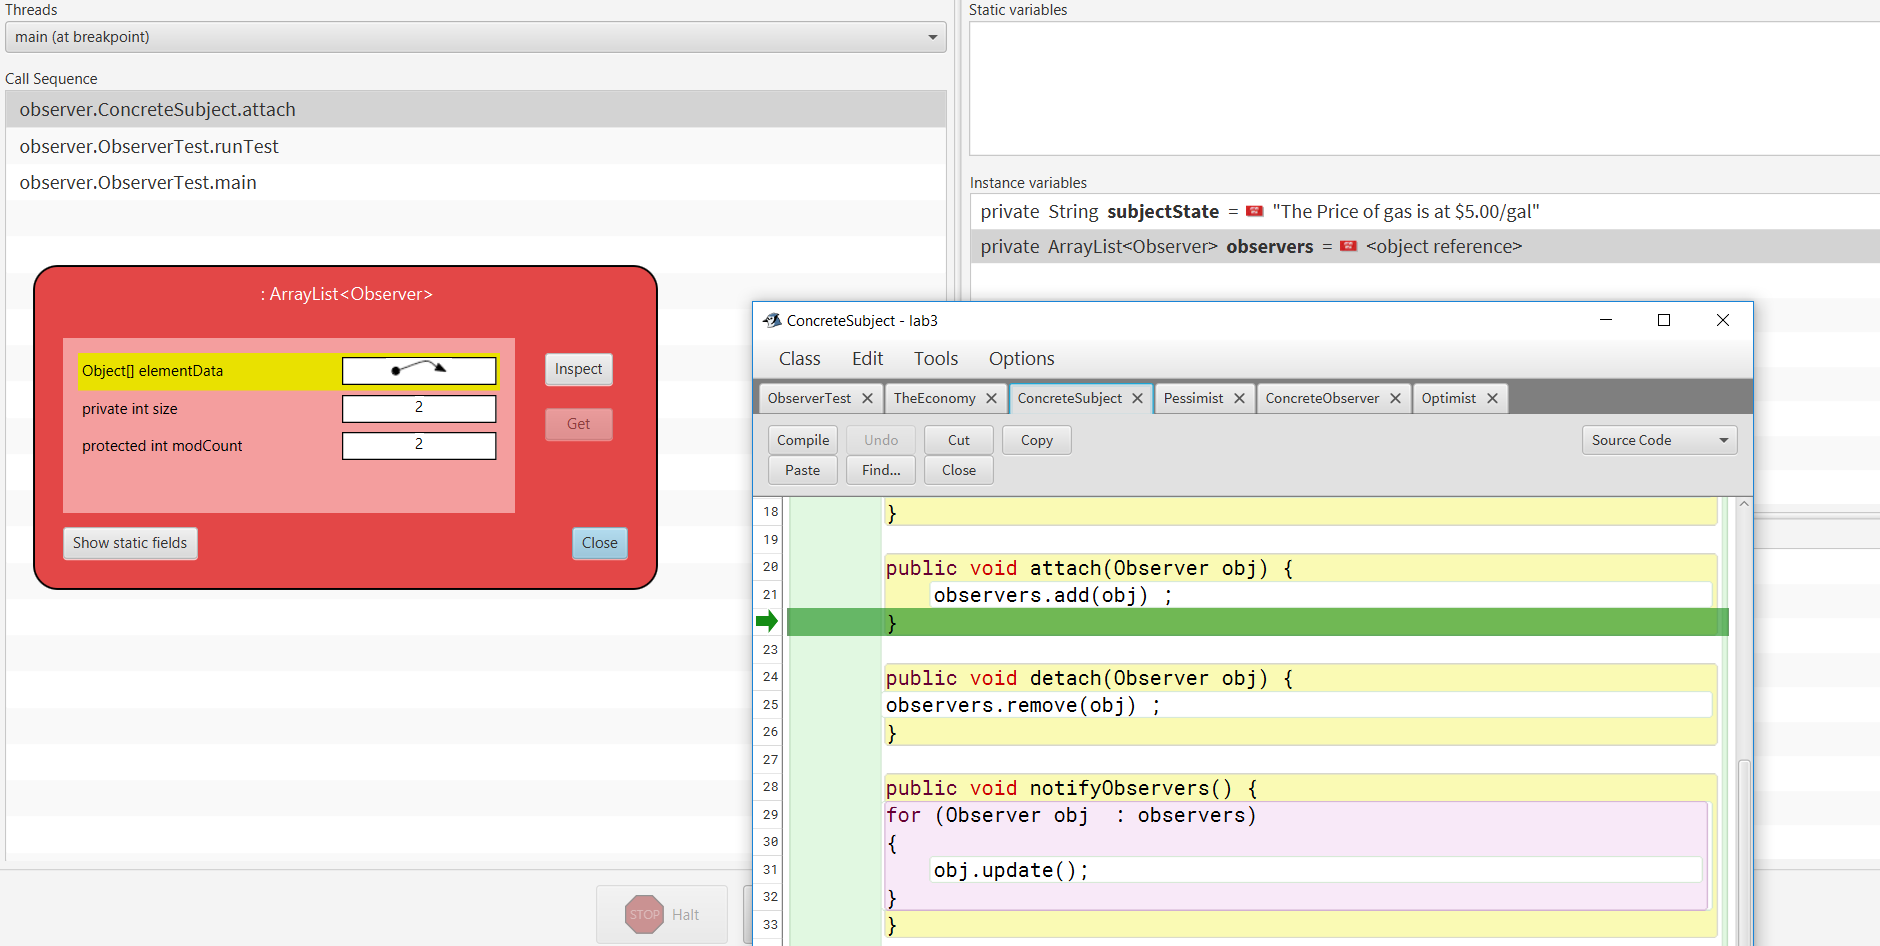 Threads
main (at breakpoint)
Call Sequence
observer.ConcreteSubject.attach
observer.ObserverTest.runTest
observer.ObserverTest.main
Static variables
Instance variables
private String subjectState = "The Price of gas is at $5.00/gal"
private ArrayList<Observer> observers = <object reference>
: ArrayList<Observer>
Object[] elementData
private int size 2
protected int modCount 2
Inspect
Get
Show static fields
Close
ConcreteSubject - lab3
Class Edit Tools Options
ObserverTest TheEconomy ConcreteSubject Pessimist ConcreteObserver Optimist
Compile Undo Cut Copy Source Code
Paste Find... Close
18 }
19
20 public void attach(Observer obj) {
21 observers.add(obj) ;
}
23
24 public void detach(Observer obj) {
25 observers.remove(obj) ;
26 }
27
28 public void notifyObservers() {
29 for (Observer obj : observers)
30 {
31 obj.update();
32 }
33 }
STOP Halt